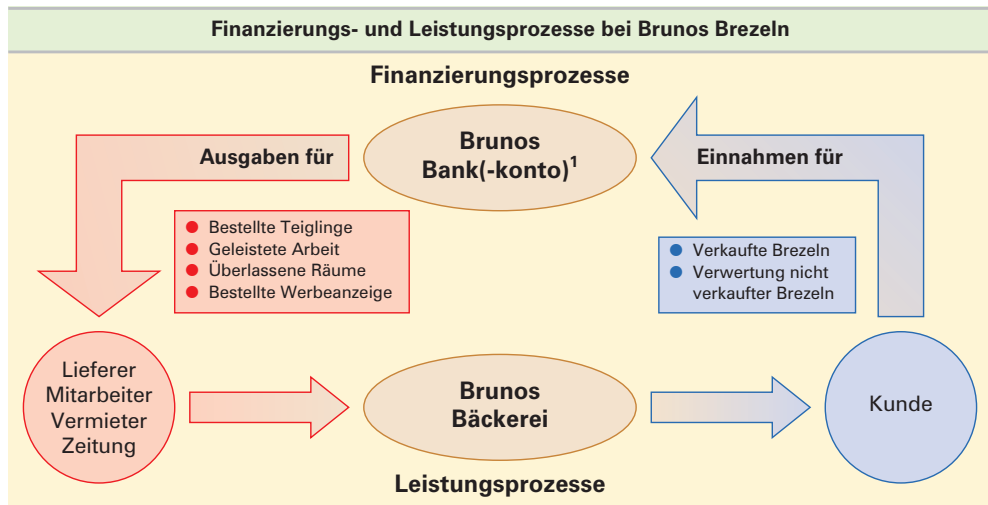 Finanzierungs- und Leistungsprozesse bei Brunos Brezeln
Finanzierungsprozesse
Ausgaben für
Brunos
Bank(-konto)¹
Einnahmen für
● Bestellte Teiglinge
● Geleistete Arbeit
● Überlassene Räume
● Bestellte Werbeanzeige
● Verkaufte Brezeln
● Verwertung nicht
verkaufter Brezeln
Lieferer
Mitarbeiter
Vermieter
Zeitung
Brunos
Bäckerei
Kunde
Leistungsprozesse